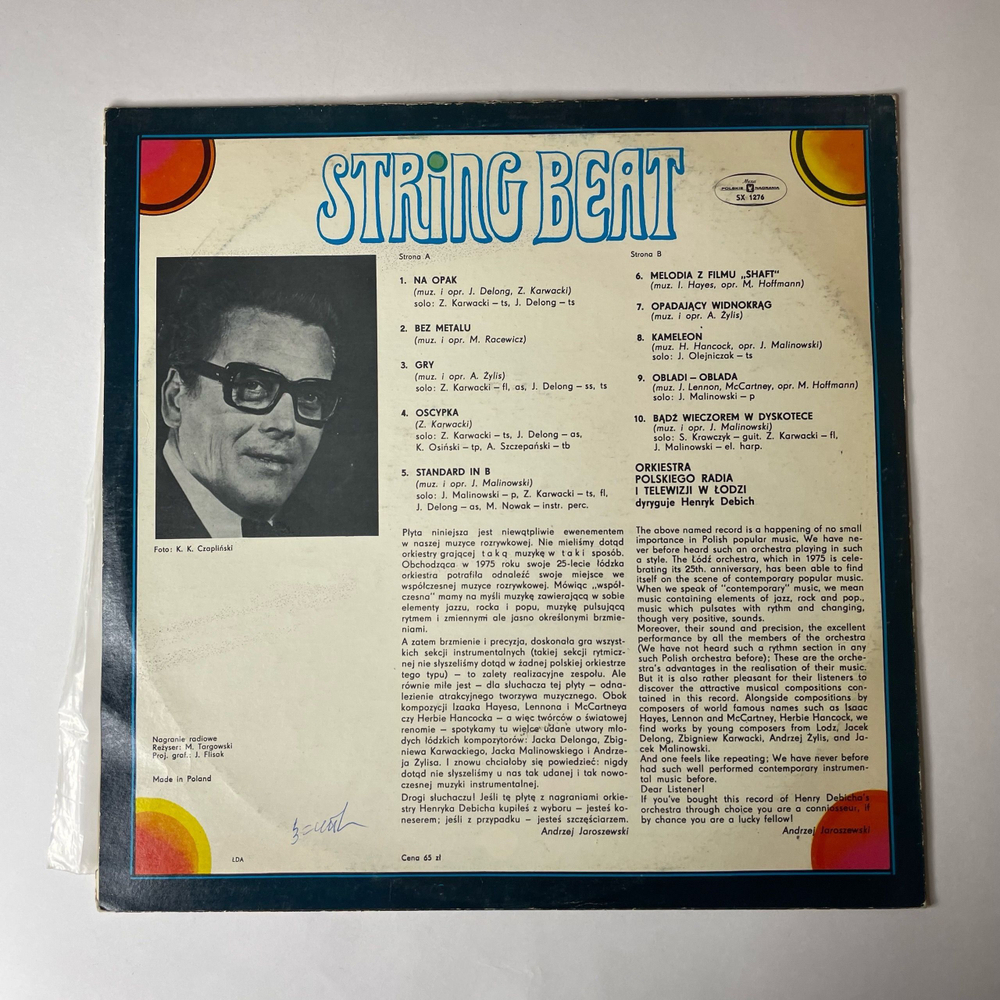 STRING BEAT
Muza
POLSKIE NAGRANIA
SX 1276
Strona A
1. NA OPAK
(muz. i opr. J. Delong, Z. Karwacki)
solo: Z. Karwacki – ts, J. Delong – ts
2. BEZ METALU
(muz. i opr. M. Racewicz)
3. GRY
(muz. i opr. A. Żylis)
solo: Z. Karwacki – fl, as, J. Delong – ss, ts
4. OSCYPKA
(Z. Karwacki)
solo: Z. Karwacki – ts, J. Delong – as,
K. Osiński – tp, A. Szczepański – tb
5. STANDARD IN B
(muz. i opr. J. Malinowski)
solo: J. Malinowski – p, Z. Karwacki – ts, fl,
J. Delong – as, M. Nowak – instr. perc.
Strona B
6. MELODIA Z FILMU „SHAFT"
(muz. I. Hayes, opr. M. Hoffmann)
7. OPADAJĄCY WIDNOKRĄG
(muz. i opr. A. Żylis)
8. KAMELEON
(muz. H. Hancock, opr. J. Malinowski)
solo: J. Olejniczak – ts
9. OBLADI – OBLADA
(muz. J. Lennon, McCartney, opr. M. Hoffmann)
solo: J. Malinowski – p
10. BĄDŹ WIECZOREM W DYSKOTECE
(muz. i opr. J. Malinowski)
solo: S. Krawczyk – guit. Z. Karwacki – fl,
J. Malinowski – el. harp.
ORKIESTRA
POLSKIEGO RADIA
I TELEWIZJI W ŁODZI
dyryguje Henryk Debich
Foto: K. K. Czapliński
Płyta niniejsza jest niewątpliwie ewenementem
w naszej muzyce rozrywkowej. Nie mieliśmy dotąd
orkiestry grającej taką muzykę w taki sposób.
Obchodząca w 1975 roku swoje 25-lecie łódzka
orkiestra potrafiła odnaleźć swoje miejsce we
współczesnej muzyce rozrywkowej. Mówiąc „współ-
czesna" mamy na myśli muzykę zawierającą w sobie
elementy jazzu, rocka i popu, muzykę pulsującą
rytmem i zmiennymi ale jasno określonymi brzmie-
niami.
A zatem brzmienie i precyzja, doskonała gra wszyst-
kich sekcji instrumentalnych (takiej sekcji rytmicz-
nej nie słyszeliśmy dotąd w żadnej polskiej orkiestrze
tego typu) – to zalety realizacyjne zespołu. Ale
równie miłe jest – dla słuchacza tej płyty – odna-
lezienie atrakcyjnego tworzywa muzycznego. Obok
kompozycji Izaaka Hayesa, Lennona i McCartneya
czy Herbie Hancocka – a więc twórców o światowej
renomie – spotykamy tu wielce udane utwory mło-
dych łódzkich kompozytorów: Jacka Delonga, Zbig-
niewa Karwackiego, Jacka Malinowskiego i Andrze-
ja Żylisa. I znowu chciałoby się powiedzieć: nigdy
dotąd nie słyszeliśmy u nas tak udanej i tak nowo-
czesnej muzyki instrumentalnej.
Drogi słuchaczu! Jeśli tę płytę z nagraniami orkie-
stry Henryka Debicha kupiłeś z wyboru – jesteś ko-
neserem; jeśli z przypadku – jesteś szczęściarzem.
Andrzej Jaroszewski
The above named record is a happening of no small
importance in Polish popular music. We have ne-
ver before heard such an orchestra playing in such
a style. The Łódź orchestra, which in 1975 is cele-
brating its 25th. anniversary, has been able to find
itself on the scene of contemporary popular music.
When we speak of "contemporary" music, we mean
music containing elements of jazz, rock and pop.,
music which pulsates with rythm and changing,
though very positive, sounds.
Moreover, their sound and precision, the excellent
performance by all the members of the orchestra
(We have not heard such a rythmn section in any
such Polish orchestra before); These are the orche-
stra's advantages in the realisation of their music.
But it is also rather pleasant for their listeners to
discover the attractive musical compositions con-
tained in this record. Alongside compositions by
composers of world famous names such as Isaac
Hayes, Lennon and McCartney, Herbie Hancock, we
find works by young composers from Lodz, Jacek
Delong, Zbigniew Karwacki, Andrzej Żylis, and Ja-
cek Malinowski.
And one feels like repeating; We have never before
had such well performed contemporary instrumen-
tal music before.
Dear Listener!
If you've bought this record of Henry Debicha's
orchestra through choice you are a connoisseur, if
by chance you are a lucky fellow!
Andrzej Jaroszewski
Nagranie radiowe
Reżyser: M. Targowski
Proj. graf.: J. Flisak
Made in Poland
ŁDA
Cena 65 zł